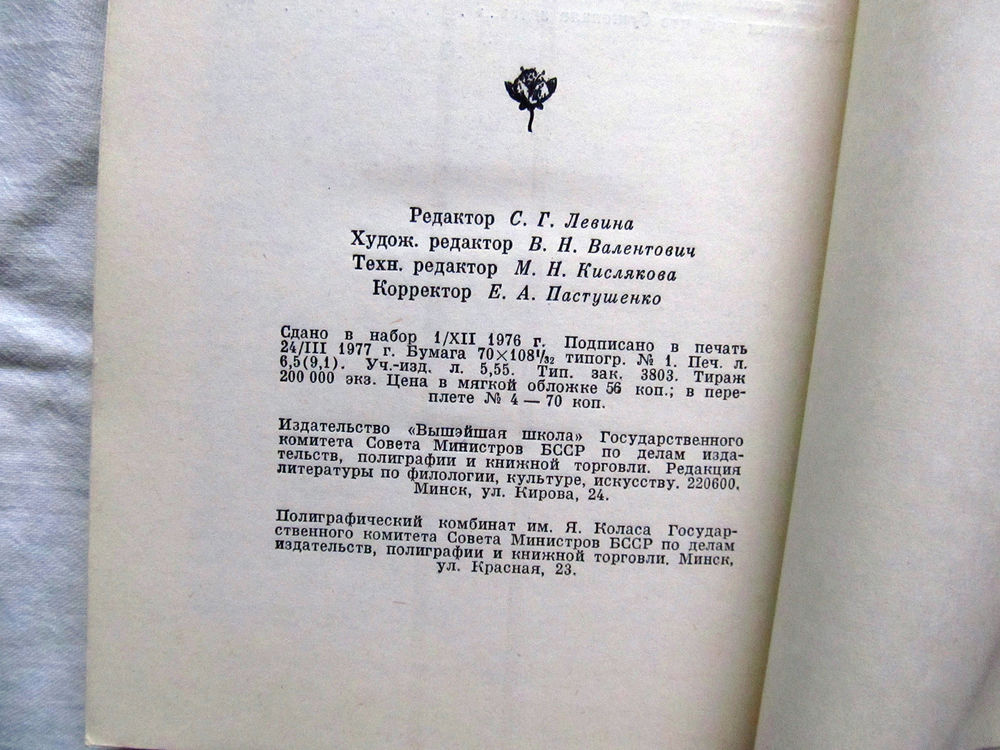 Редактор С. Г. Левина
Худож. редактор В. Н. Валентович
Техн. редактор М. Н. Кислякова
Корректор Е. А. Пастушенко
Сдано в набор 1/XII 1976 г. Подписано в печать
24/III 1977 г. Бумага 70×108 1/32 типогр. № 1. Печ. л.
6,5(9,1). Уч.-изд. л. 5,55. Тип. зак. 3803. Тираж
200 000 экз. Цена в мягкой обложке 56 коп.; в пере-
плете № 4 — 70 коп.
Издательство «Вышэйшая школа» Государственного
комитета Совета Министров БССР по делам изда-
тельств, полиграфии и книжной торговли. Редакция
литературы по филологии, культуре, искусству. 220600.
Минск, ул. Кирова, 24.
Полиграфический комбинат им. Я. Коласа Государ-
ственного комитета Совета Министров БССР по делам
издательств, полиграфии и книжной торговли. Минск,
ул. Красная, 23.